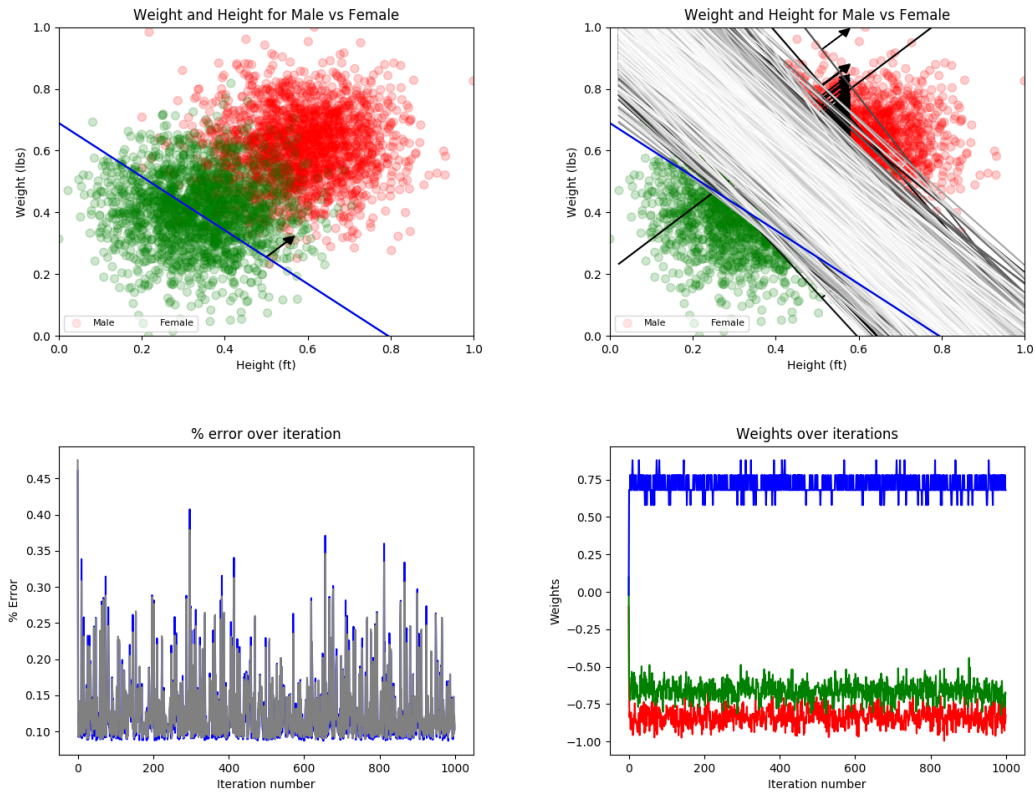 Weight and Height for Male vs Female
1.0
0.8
0.6
0.4
0.2
0.0
Weight (lbs)
Male Female
0.0 0.2 0.4 0.6 0.8 1.0
Height (ft)
Weight and Height for Male vs Female
1.0
0.8
0.6
0.4
0.2
0.0
Weight (lbs)
Male Female
0.0 0.2 0.4 0.6 0.8 1.0
Height (ft)
% error over iteration
0.45
0.40
0.35
0.30
0.25
0.20
0.15
0.10
% Error
0 200 400 600 800 1000
Iteration number
Weights over iterations
0.75
0.50
0.25
0.00
−0.25
−0.50
−0.75
−1.00
Weights
0 200 400 600 800 1000
Iteration number